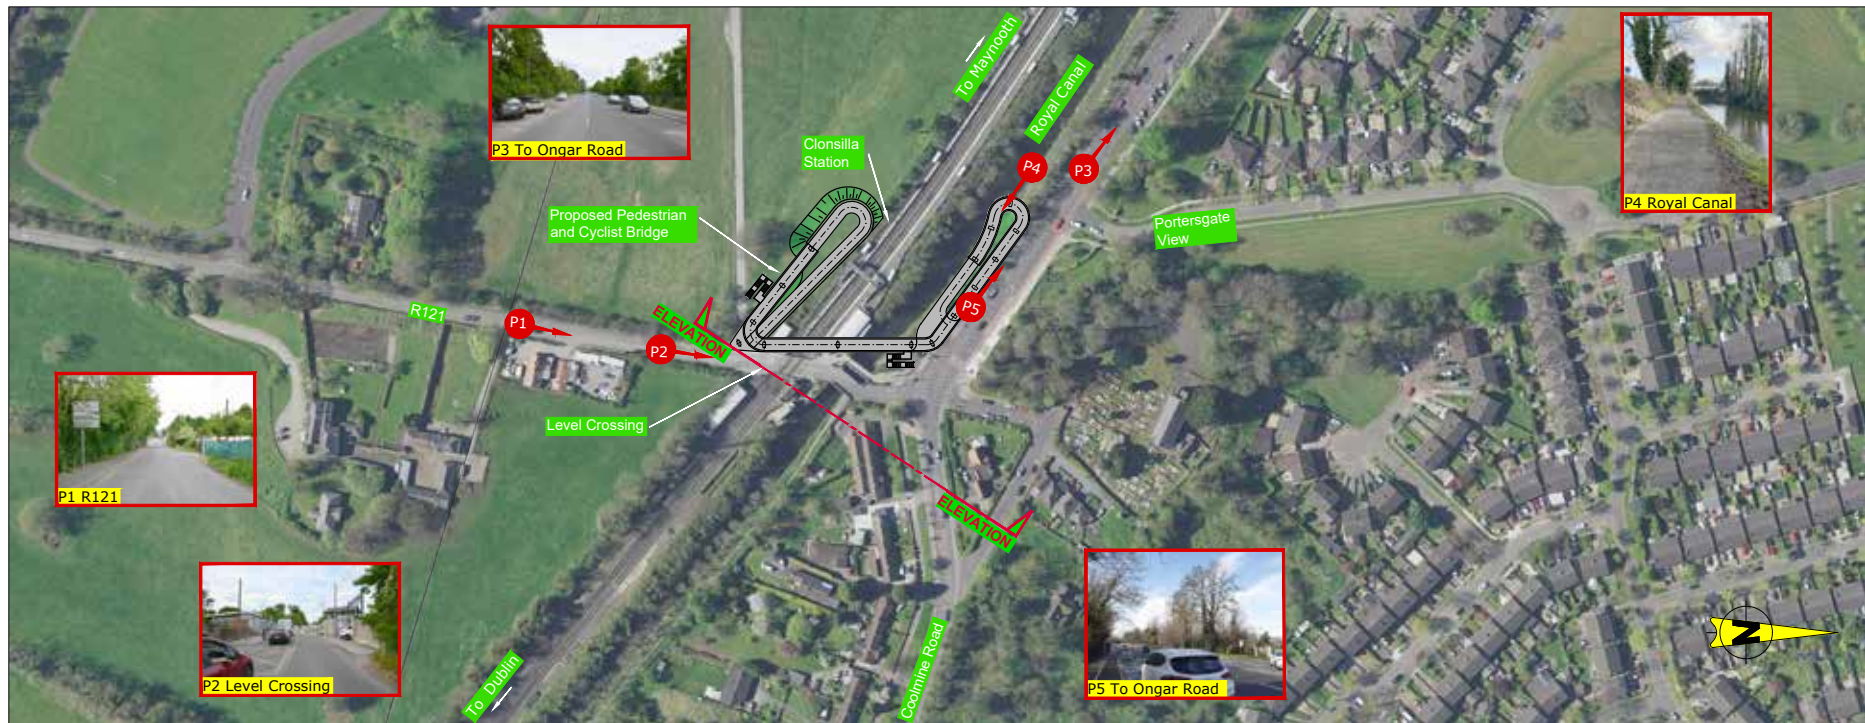 To Maynooth
Royal Canal
P3 To Ongar Road
Clonsilla
Station
P4
P3
P4 Royal Canal
Proposed Pedestrian
and Cyclist Bridge
Portersgate
View
R121
P1
P2
P5
ELEVATION
Level Crossing
P1 R121
ELEVATION
P2 Level Crossing
To Dublin
Coolmine Road
P5 To Ongar Road
N